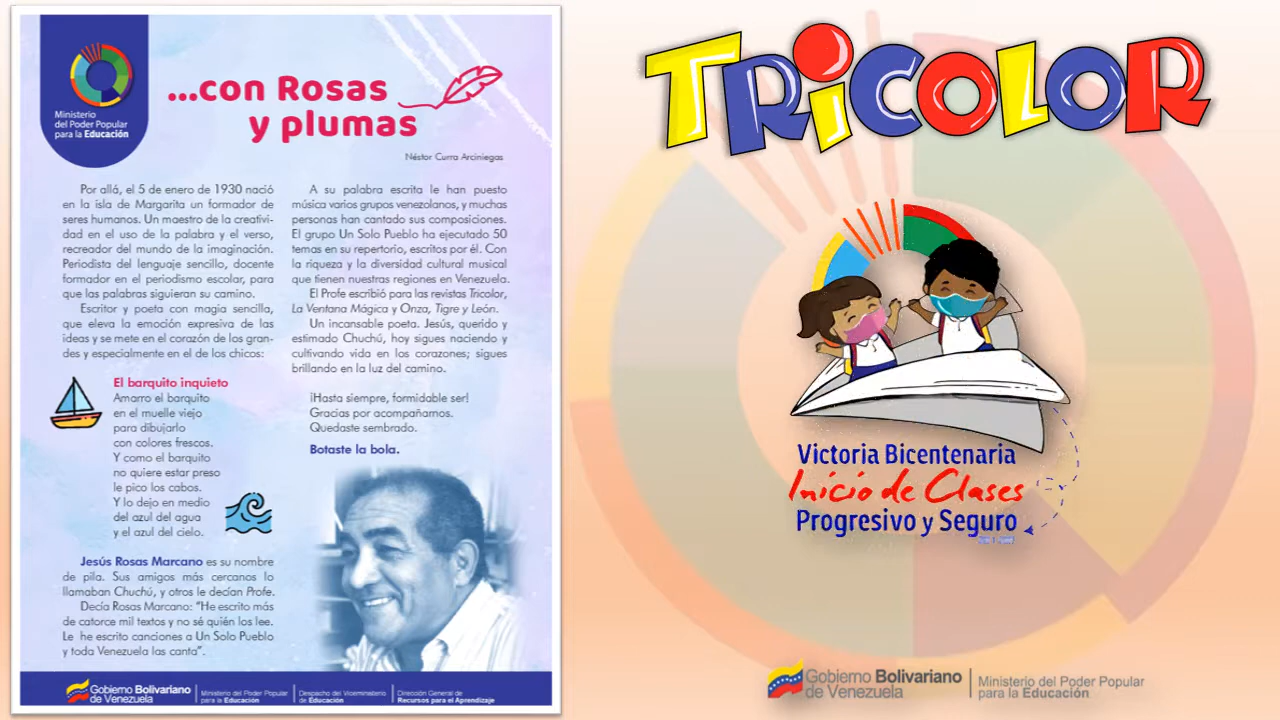 Ministerio
del Poder Popular
para la Educación
...con Rosas
y plumas
Néstor Curra Arciniegas
Por allá, el 5 de enero de 1930 nació
en la isla de Margarita un formador de
seres humanos. Un maestro de la creativi-
dad en el uso de la palabra y el verso,
recreador del mundo de la imaginación.
Periodista del lenguaje sencillo, docente
formador en el periodismo escolar, para
que las palabras siguieran su camino.
Escritor y poeta con magia sencilla,
que eleva la emoción expresiva de las
ideas y se mete en el corazón de los gran-
des y especialmente en el de los chicos:
El barquito inquieto
Amarro el barquito
en el muelle viejo
para dibujarlo
con colores frescos.
Y como el barquito
no quiere estar preso
le pico los cabos.
Y lo dejo en medio
del azul del agua
y el azul del cielo.
Jesús Rosas Marcano es su nombre
de pila. Sus amigos más cercanos lo
llamaban Chuchú, y otros le decían Profe.
Decía Rosas Marcano: “He escrito más
de catorce mil textos y no sé quién los lee.
Le he escrito canciones a Un Solo Pueblo
y toda Venezuela las canta”.
A su palabra escrita le han puesto
música varios grupos venezolanos, y muchas
personas han cantado sus composiciones.
El grupo Un Solo Pueblo ha ejecutado 50
temas en su repertorio, escritos por él. Con
la riqueza y la diversidad cultural musical
que tienen nuestras regiones en Venezuela.
El Profe escribió para las revistas Tricolor,
La Ventana Mágica y Onza, Tigre y León.
Un incansable poeta. Jesús, querido y
estimado Chuchú, hoy sigues naciendo y
cultivando vida en los corazones; sigues
brillando en la luz del camino.
¡Hasta siempre, formidable ser!
Gracias por acompañarnos.
Quedaste sembrado.
Botaste la bola.
Gobierno Bolivariano
de Venezuela
Ministerio del Poder Popular
para la Educación
Despacho del Viceministerio
de Educación
Dirección General de
Recursos para el Aprendizaje
TRiCOLOR
Victoria Bicentenaria
Inicio de Clases
Progresivo y Seguro
Gobierno Bolivariano
de Venezuela
Ministerio del Poder Popular
para la Educación